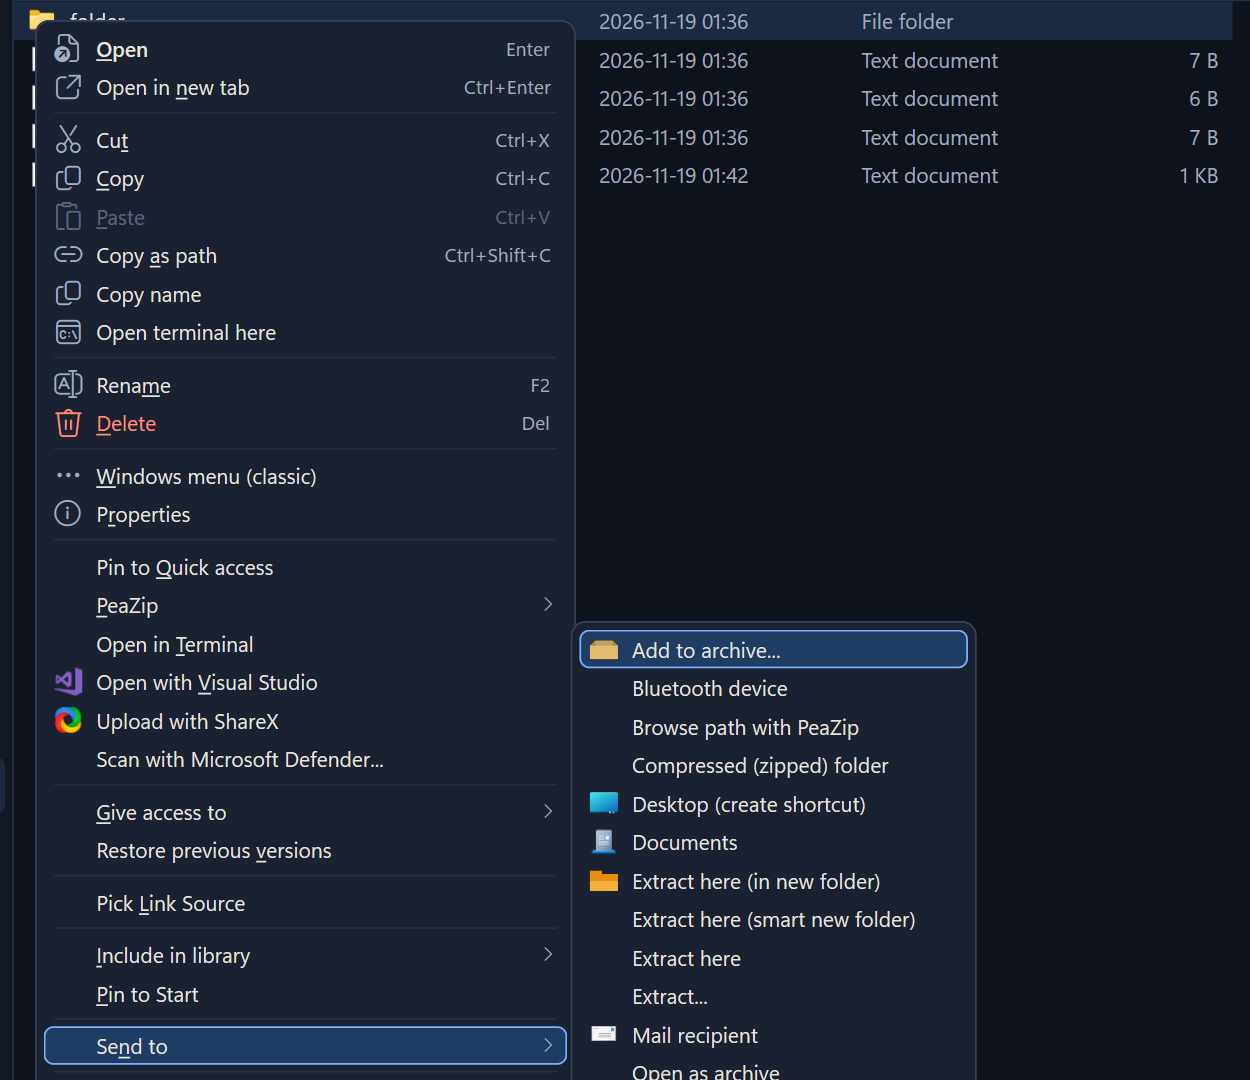 folder 2026-11-19 01:36 File folder
2026-11-19 01:36 Text document 7 B
2026-11-19 01:36 Text document 6 B
2026-11-19 01:36 Text document 7 B
2026-11-19 01:42 Text document 1 KB
Open Enter
Open in new tab Ctrl+Enter
Cut Ctrl+X
Copy Ctrl+C
Paste Ctrl+V
Copy as path Ctrl+Shift+C
Copy name
C:\
Open terminal here
A
Rename F2
Delete Del
Windows menu (classic)
Properties
Pin to Quick access
PeaZip
Open in Terminal
Open with Visual Studio
Upload with ShareX
Scan with Microsoft Defender...
Give access to
Restore previous versions
Pick Link Source
Include in library
Pin to Start
Send to
Add to archive...
Bluetooth device
Browse path with PeaZip
Compressed (zipped) folder
Desktop (create shortcut)
Documents
Extract here (in new folder)
Extract here (smart new folder)
Extract here
Extract...
Mail recipient
Open as archive